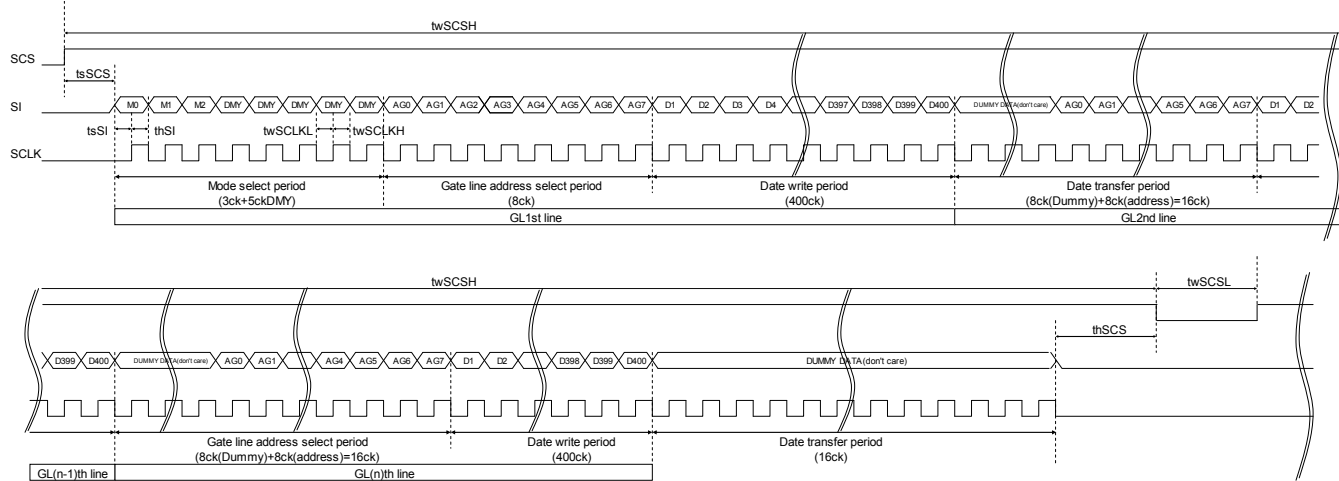 twSCSH
SCS
tsSCS
SI M0 M1 M2 DMY DMY DMY DMY DMY AG0 AG1 AG2 AG3 AG4 AG5 AG6 AG7 D1 D2 D3 D4 D397 D398 D399 D400 DUMMY DATA(don't care) AG0 AG1 AG5 AG6 AG7 D1 D2
tsSI thSI twSCLKL twSCLKH
SCLK
Mode select period Gate line address select period Date write period Date transfer period
(3ck+5ckDMY) (8ck) (400ck) (8ck(Dummy)+8ck(address)=16ck)
GL1st line GL2nd line
twSCSH twSCSL
thSCS
D399 D400 DUMMY DATA(don't care) AG0 AG1 AG4 AG5 AG6 AG7 D1 D2 D398 D399 D400 DUMMY DATA(don't care)
Gate line address select period Date write period Date transfer period
(8ck(Dummy)+8ck(address)=16ck) (400ck) (16ck)
GL(n-1)th line GL(n)th line